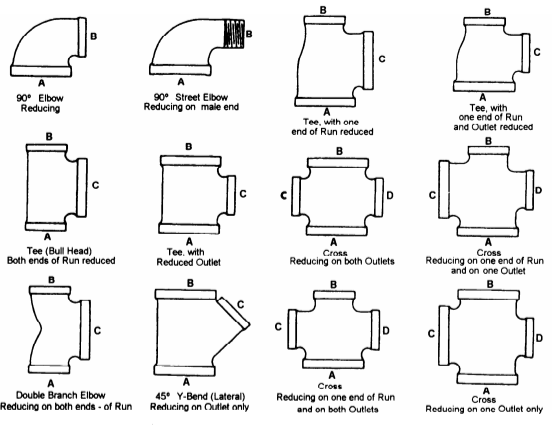 B
A
90° Elbow
Reducing
B
A
90° Street Elbow
Reducing on male end
B
C
A
Tee, with one
end of Run reduced
B
C
A
Tee, with
one end of Run
and Outlet reduced
B
C
A
Tee (Bull Head)
Both ends of Run reduced
B
C
A
Tee, with
Reduced Outlet
B
C
D
A
Cross
Reducing on both Outlets
B
C
D
A
Cross
Reducing on one end of Run
and on one Outlet
B
C
A
Double Branch Elbow
Reducing on both ends - of Run
B
C
A
45° Y-Bend (Lateral)
Reducing on Outlet only
B
C
D
A
Cross
Reducing on one end of Run
and on both Outlets
B
C
D
A
Cross
Reducing on one Outlet only